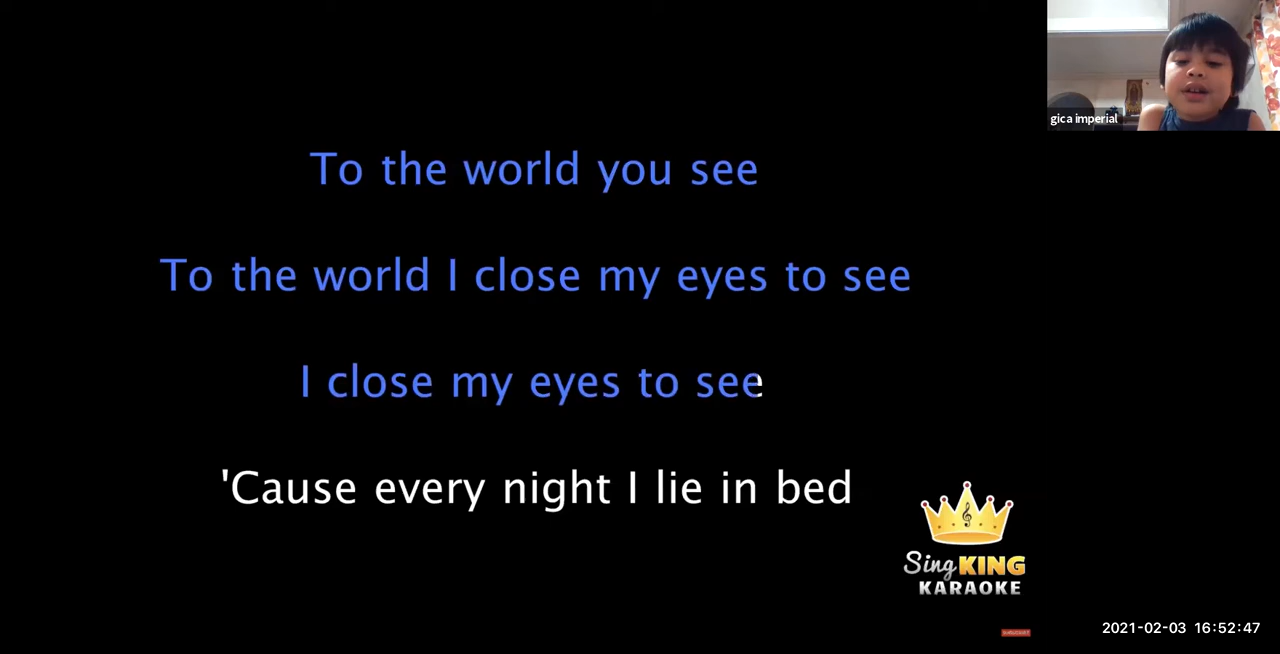 gica imperial
To the world you see
To the world I close my eyes to see
I close my eyes to see
'Cause every night I lie in bed
Sing KING
KARAOKE
2021-02-03 16:52:47